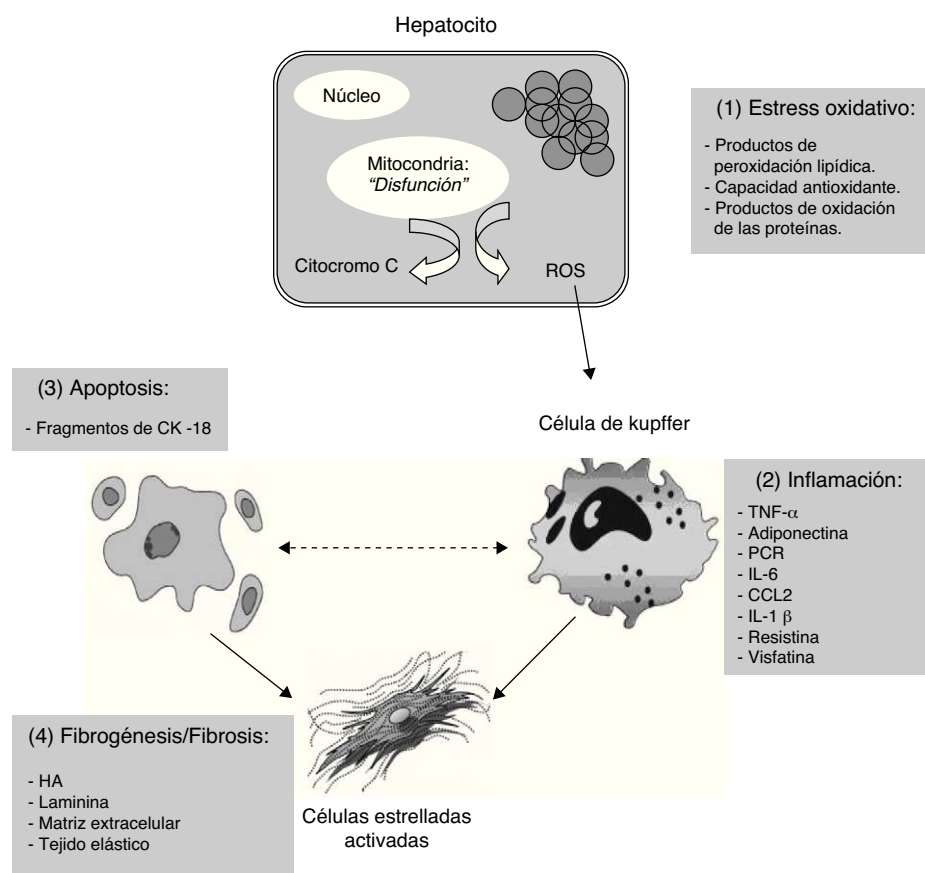 Hepatocito
Núcleo
Mitocondria:
“Disfunción”
Citocromo C
ROS
(1) Estress oxidativo:
- Productos de
peroxidación lipídica.
- Capacidad antioxidante.
- Productos de oxidación
de las proteínas.
(3) Apoptosis:
- Fragmentos de CK -18
Célula de kupffer
(2) Inflamación:
- TNF-α
- Adiponectina
- PCR
- IL-6
- CCL2
- IL-1 β
- Resistina
- Visfatina
(4) Fibrogénesis/Fibrosis:
- HA
- Laminina
- Matriz extracelular
- Tejido elástico
Células estrelladas
activadas